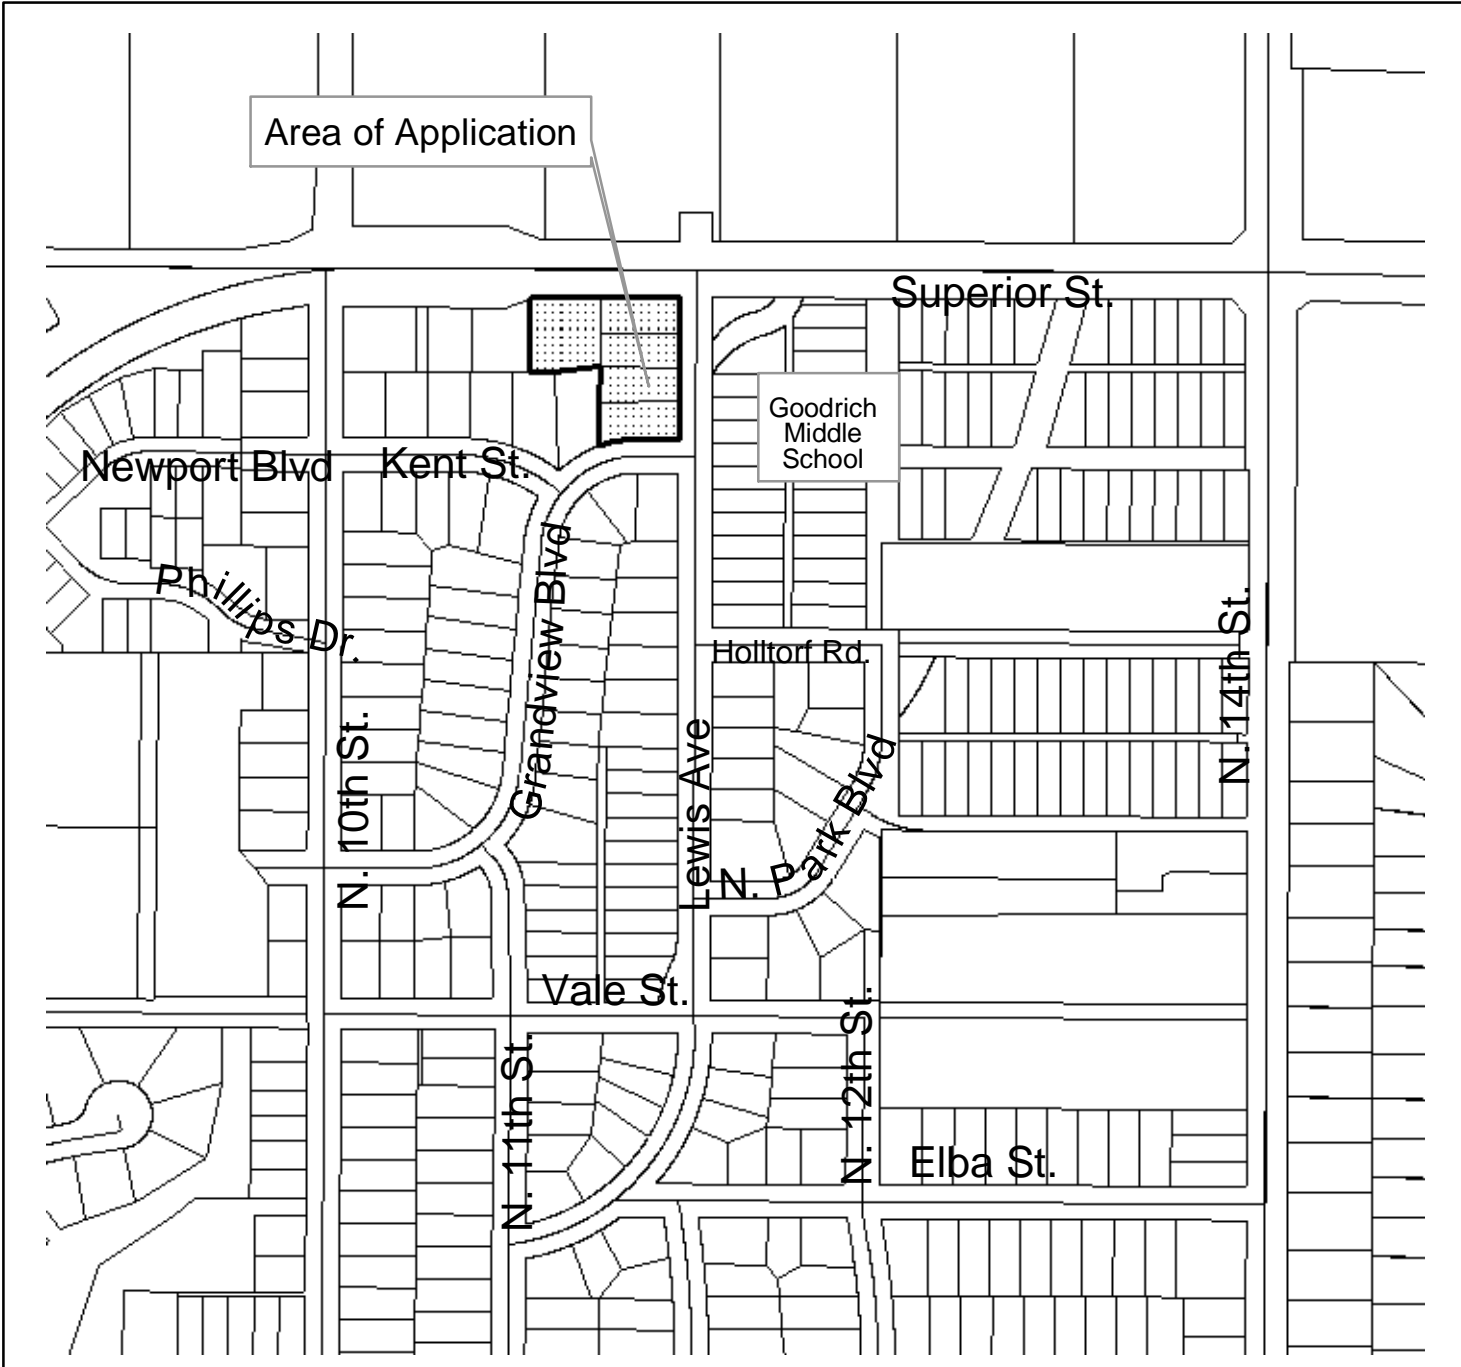 Area of Application
Superior St.
Goodrich
Middle
School
Newport Blvd
Kent St.
Grandview Blvd
Phillips Dr.
N. 14th St.
Holltorf Rd.
N. 10th St.
Lewis Ave
N. Park Blvd
Vale St.
N. 11th St.
N. 12th St.
Elba St.